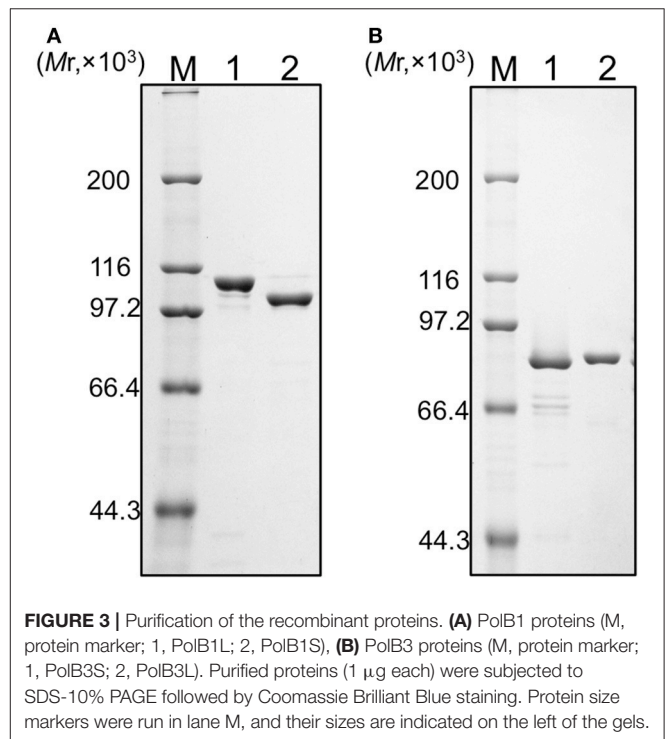 A
B
(Mr,×10³) M 1 2
(Mr,×10³) M 1 2
200
116
97.2
66.4
44.3
200
116
97.2
66.4
44.3
FIGURE 3 | Purification of the recombinant proteins. (A) PolB1 proteins (M,
protein marker; 1, PolB1L; 2, PolB1S), (B) PolB3 proteins (M, protein marker;
1, PolB3S; 2, PolB3L). Purified proteins (1 μg each) were subjected to
SDS-10% PAGE followed by Coomassie Brilliant Blue staining. Protein size
markers were run in lane M, and their sizes are indicated on the left of the gels.